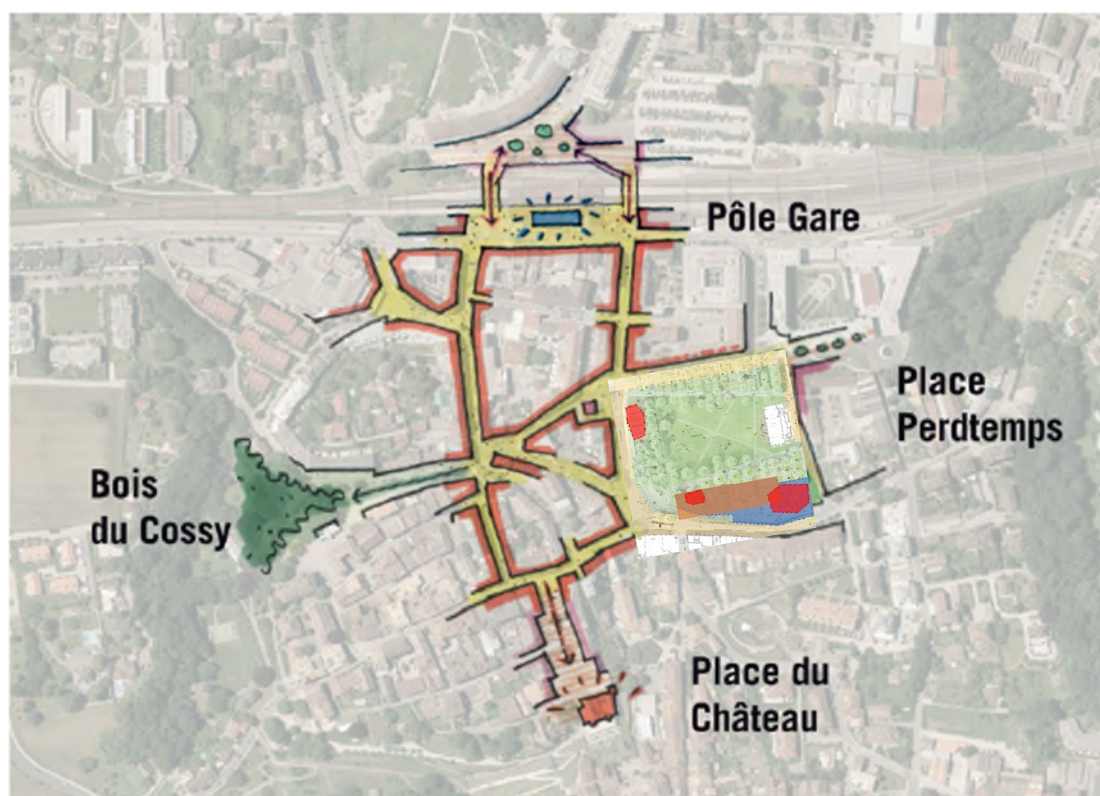 Pôle Gare
Place
Perdtemps
Bois
du Cossy
Place du
Château